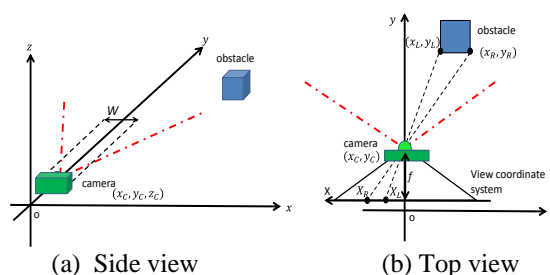 z
y
obstacle
W
camera
(x_C, y_C, z_C)
o
x
(a) Side view
y
obstacle
(x_L, y_L)
(x_R, y_R)
camera
(x_C, y_C)
f
View coordinate
system
X
X_R
X_L
o
(b) Top view